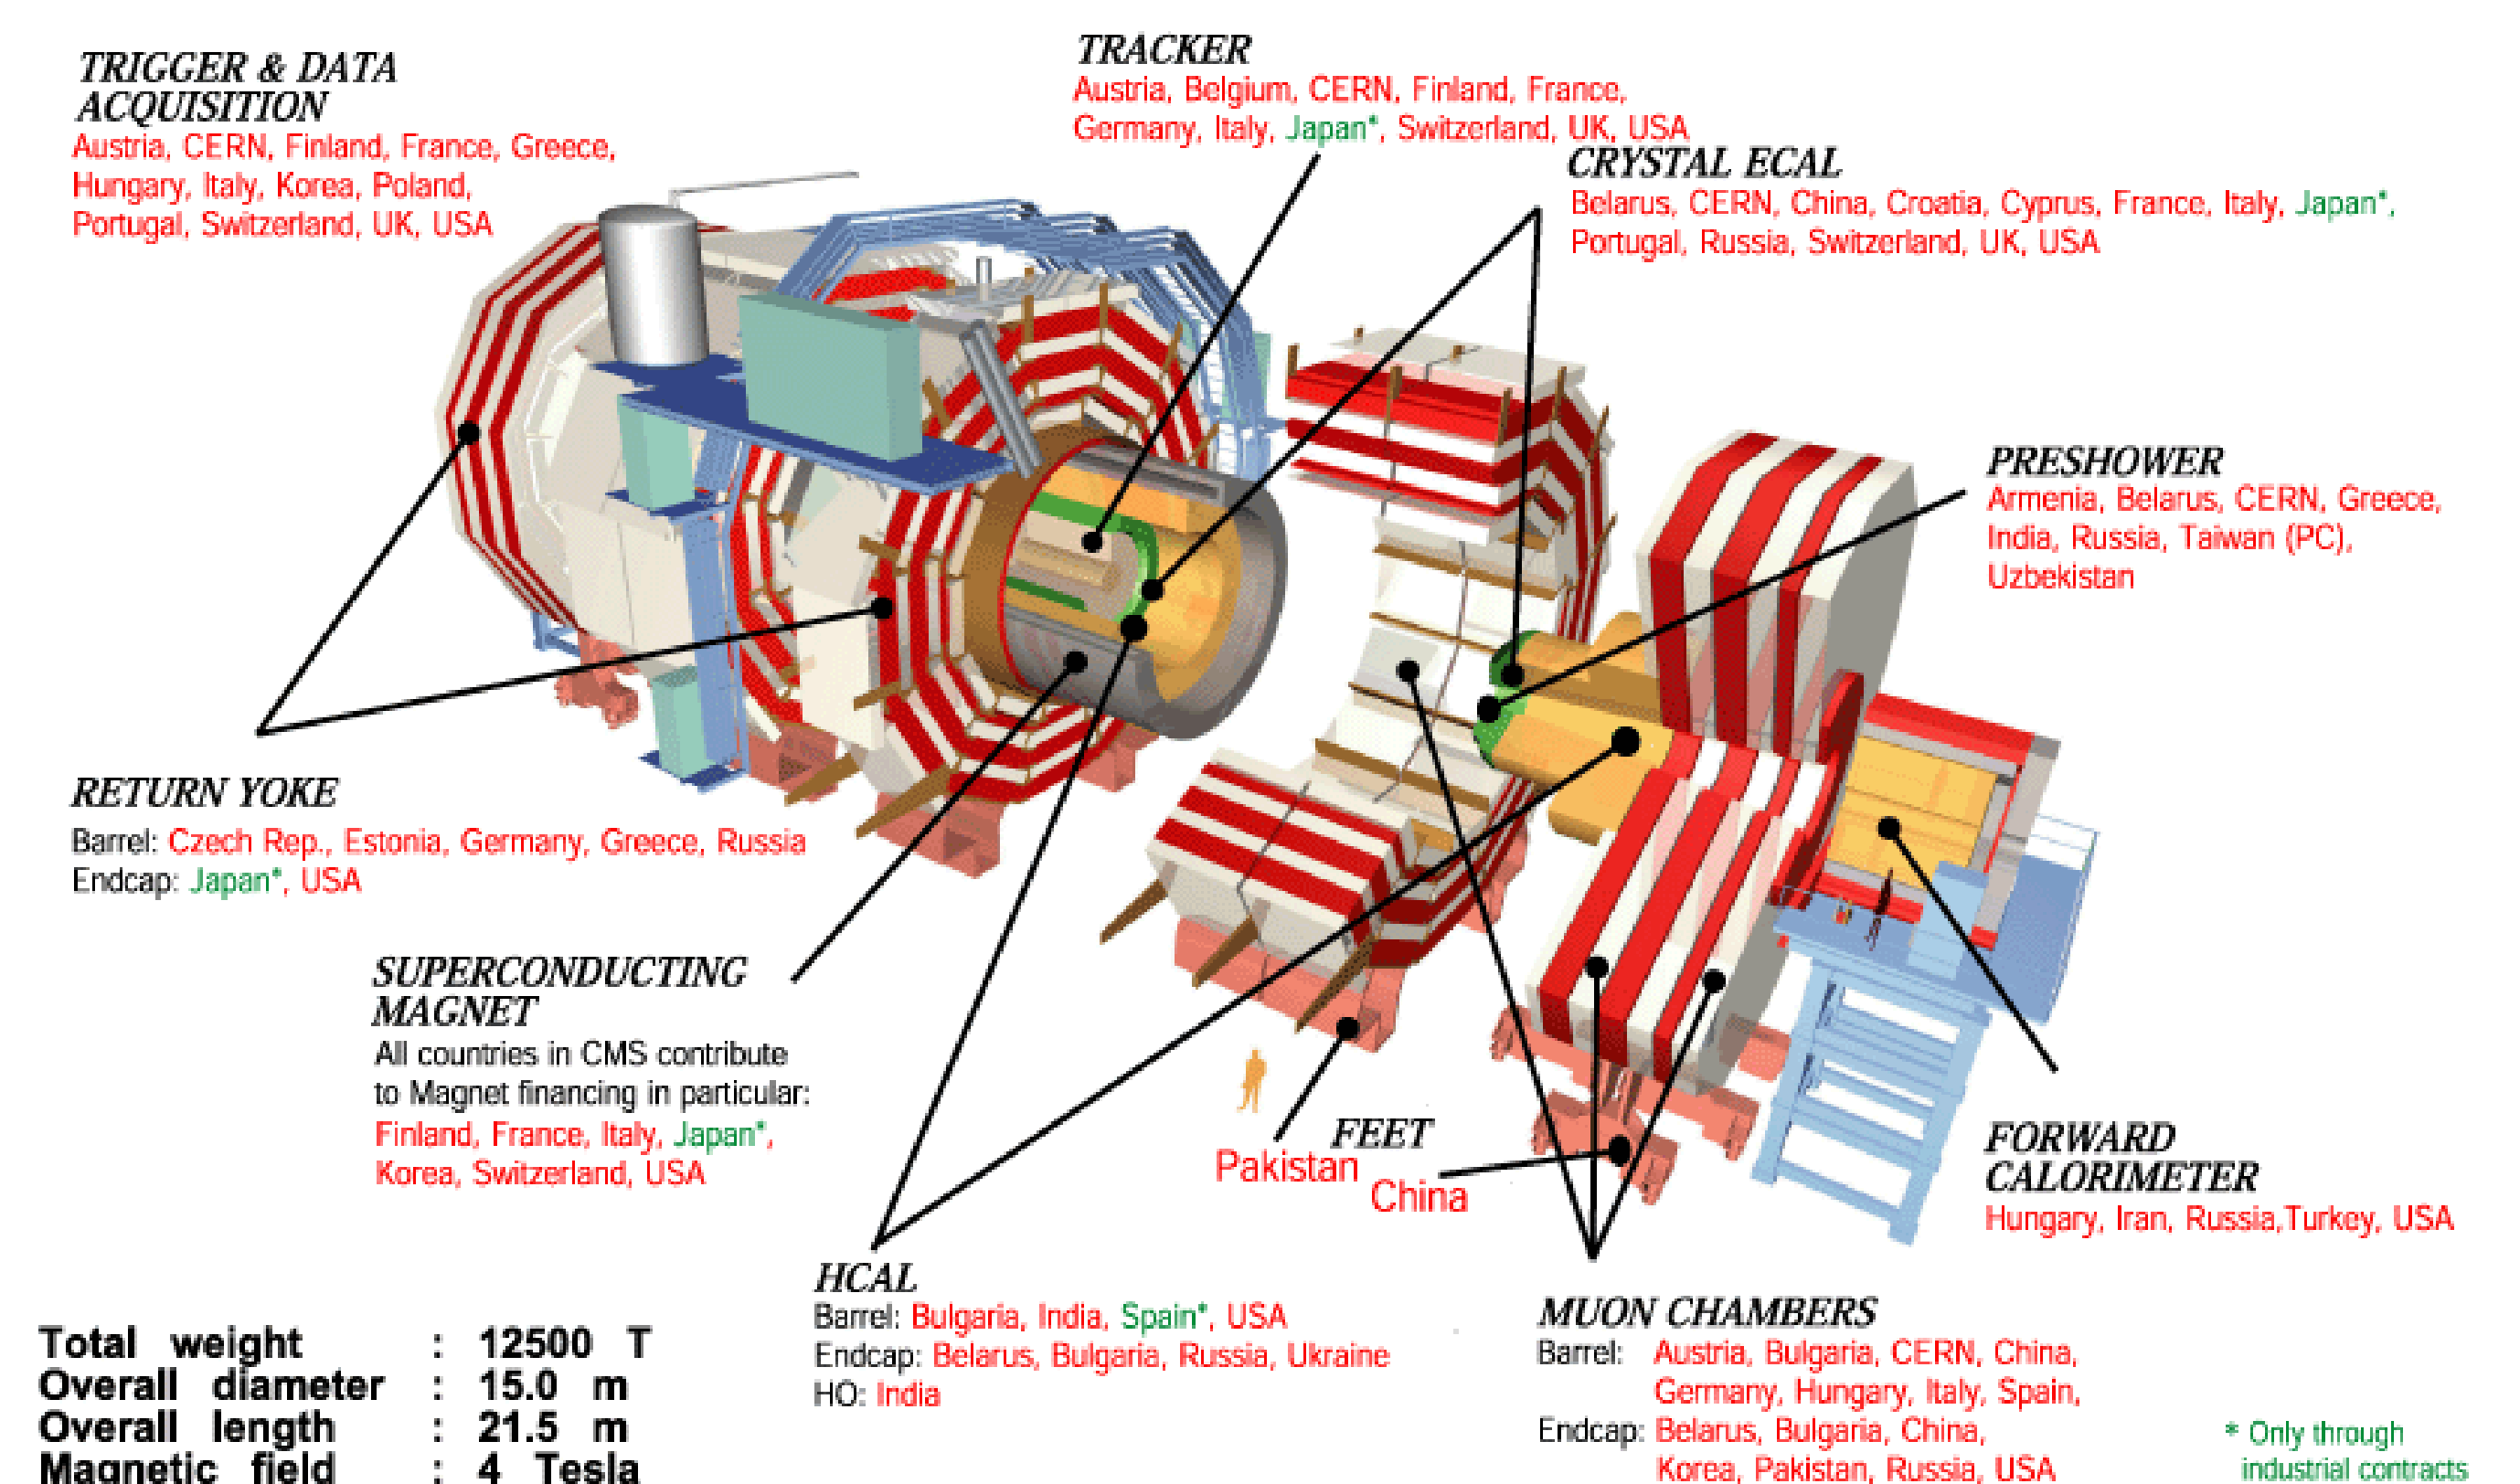 TRIGGER & DATA
ACQUISITION
Austria, CERN, Finland, France, Greece,
Hungary, Italy, Korea, Poland,
Portugal, Switzerland, UK, USA
TRACKER
Austria, Belgium, CERN, Finland, France,
Germany, Italy, Japan*, Switzerland, UK, USA
CRYSTAL ECAL
Belarus, CERN, China, Croatia, Cyprus, France, Italy, Japan*,
Portugal, Russia, Switzerland, UK, USA
PRESHOWER
Armenia, Belarus, CERN, Greece,
India, Russia, Taiwan (PC),
Uzbekistan
RETURN YOKE
Barrel: Czech Rep., Estonia, Germany, Greece, Russia
Endcap: Japan*, USA
SUPERCONDUCTING
MAGNET
All countries in CMS contribute
to Magnet financing in particular:
Finland, France, Italy, Japan*,
Korea, Switzerland, USA
FEET
Pakistan
China
FORWARD
CALORIMETER
Hungary, Iran, Russia,Turkey, USA
HCAL
Barrel: Bulgaria, India, Spain*, USA
Endcap: Belarus, Bulgaria, Russia, Ukraine
HO: India
MUON CHAMBERS
Barrel: Austria, Bulgaria, CERN, China,
Germany, Hungary, Italy, Spain,
Endcap: Belarus, Bulgaria, China,
Korea, Pakistan, Russia, USA
* Only through
industrial contracts
Total weight : 12500 T
Overall diameter : 15.0 m
Overall length : 21.5 m
Magnetic field : 4 Tesla